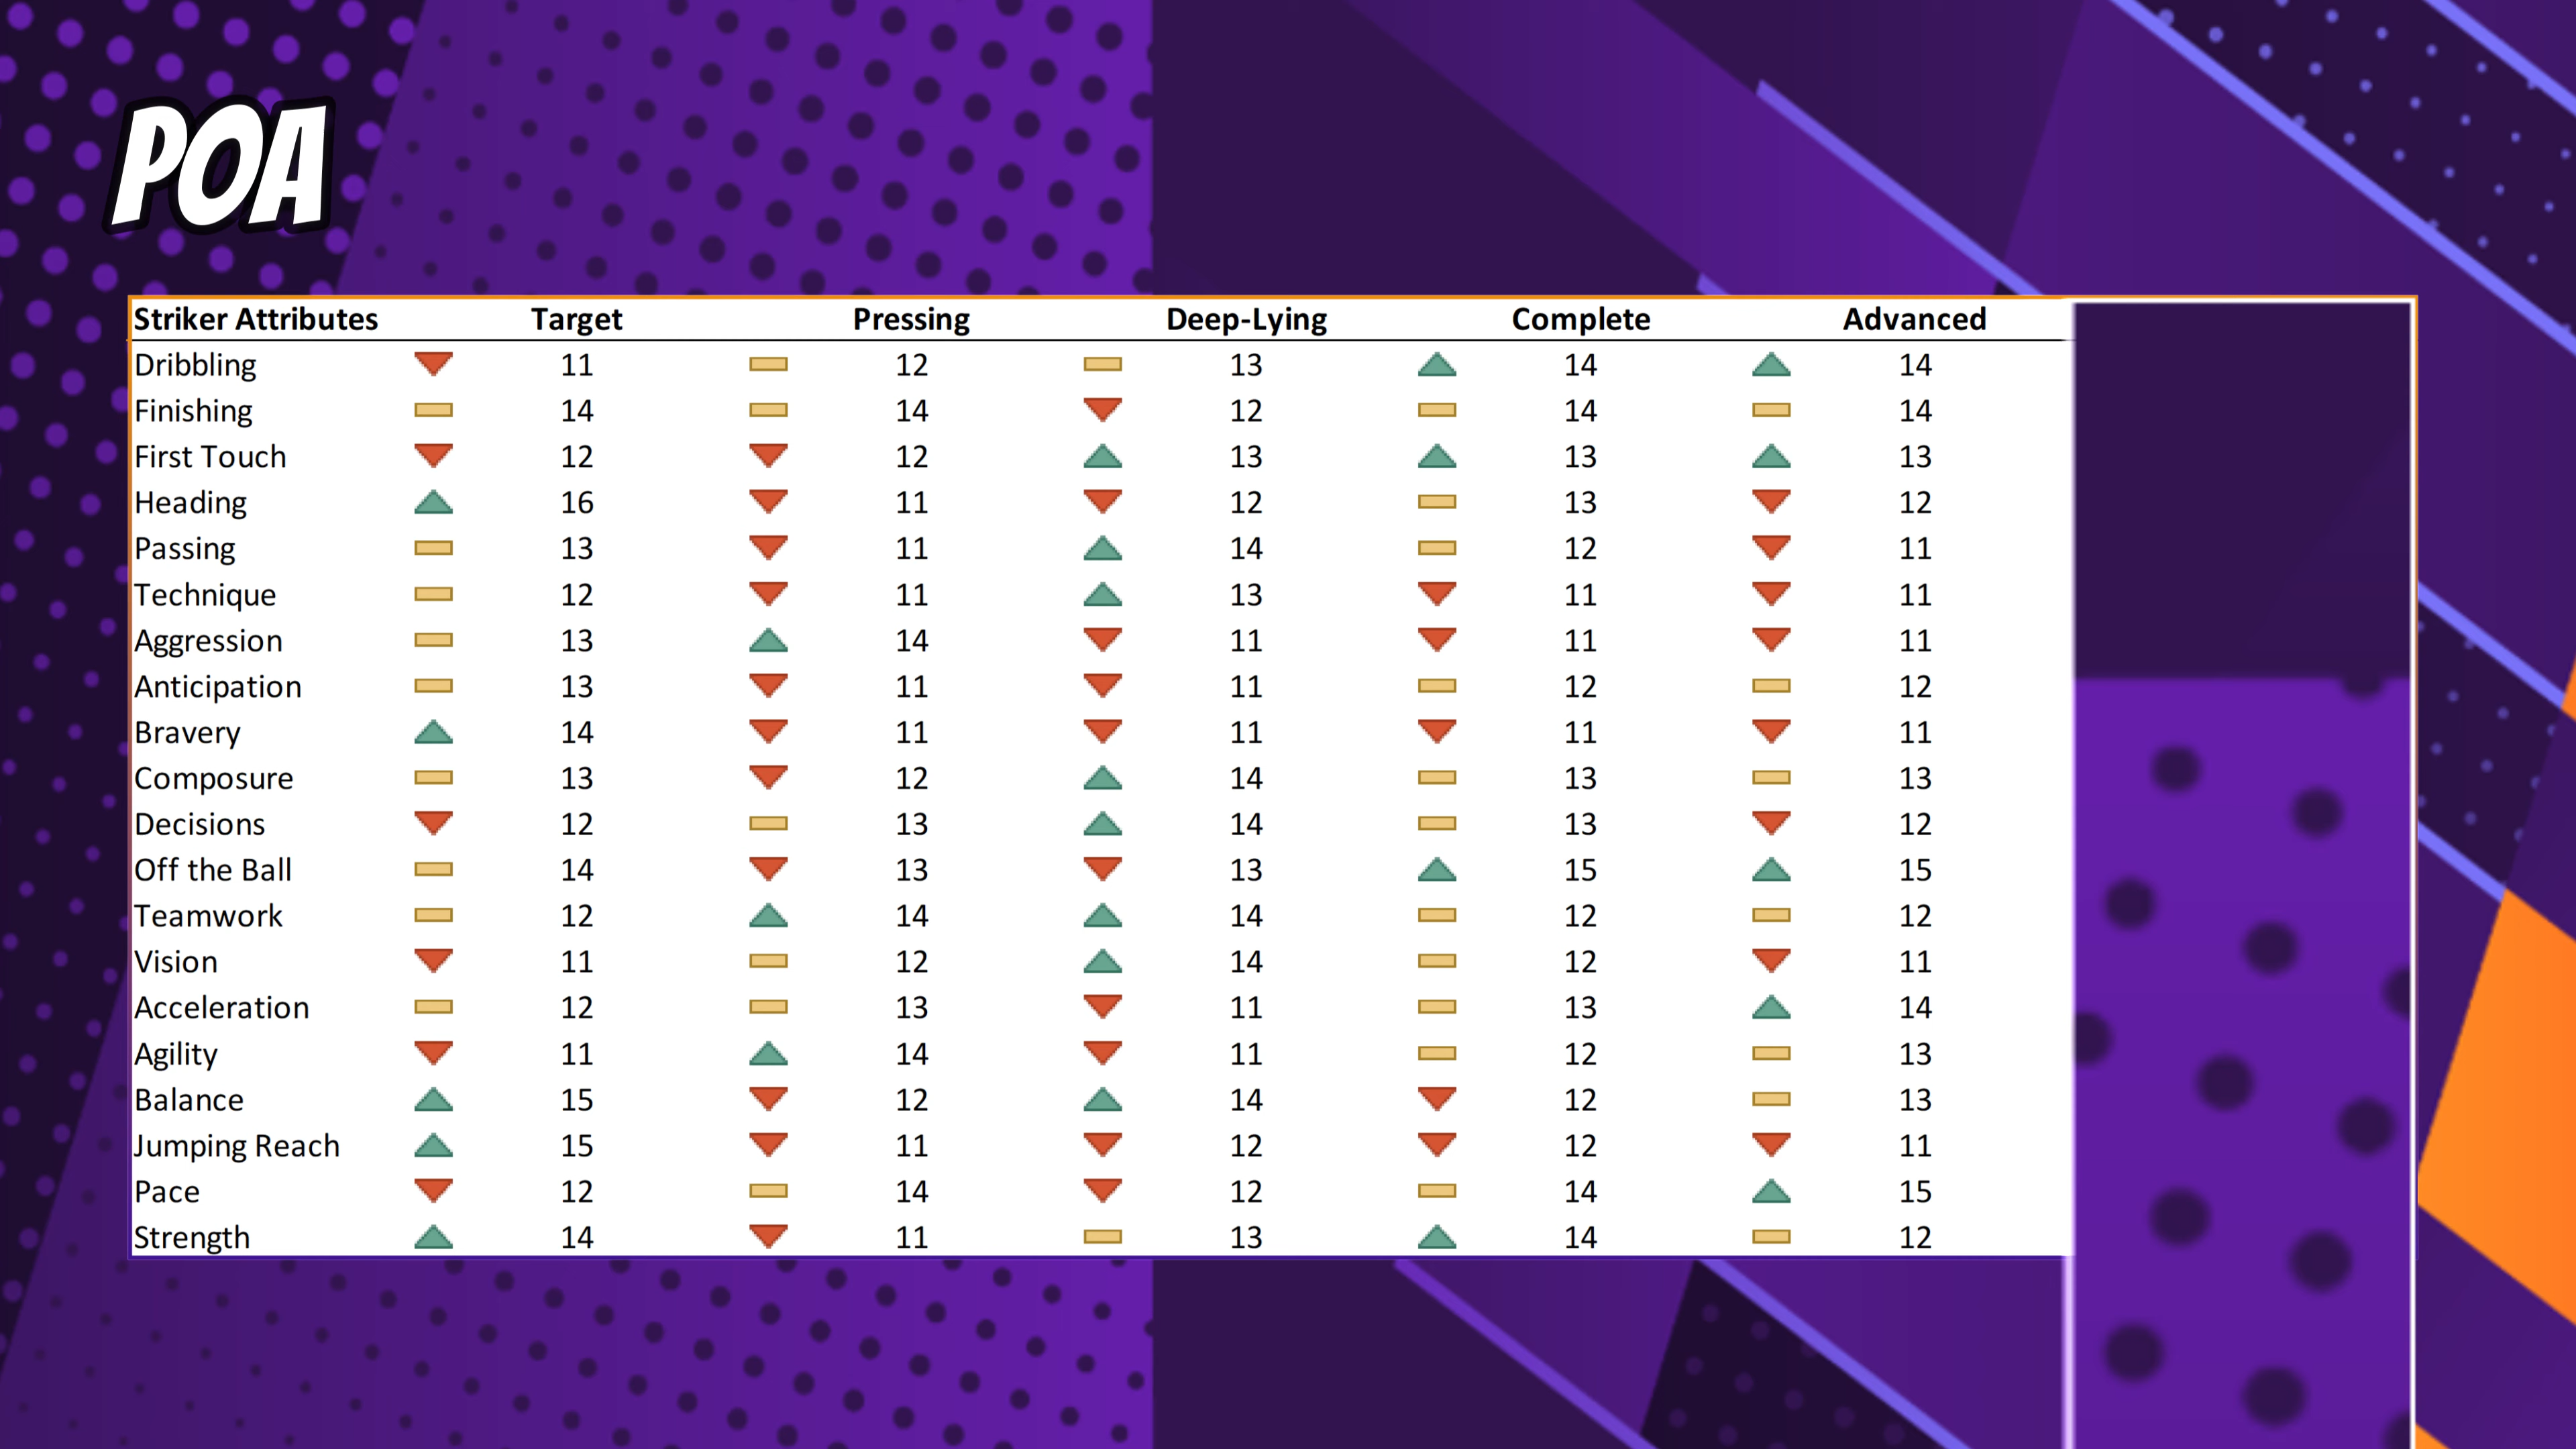 POA
Striker Attributes Target Pressing Deep-Lying Complete Advanced
Dribbling 11 12 13 14 14
Finishing 14 14 12 14 14
First Touch 12 12 13 13 13
Heading 16 11 12 13 12
Passing 13 11 14 12 11
Technique 12 11 13 11 11
Aggression 13 14 11 11 11
Anticipation 13 11 11 12 12
Bravery 14 11 11 11 11
Composure 13 12 14 13 13
Decisions 12 13 14 13 12
Off the Ball 14 13 13 15 15
Teamwork 12 14 14 12 12
Vision 11 12 14 12 11
Acceleration 12 13 11 13 14
Agility 11 14 11 12 13
Balance 15 12 14 12 13
Jumping Reach 15 11 12 12 11
Pace 12 14 12 14 15
Strength 14 11 13 14 12